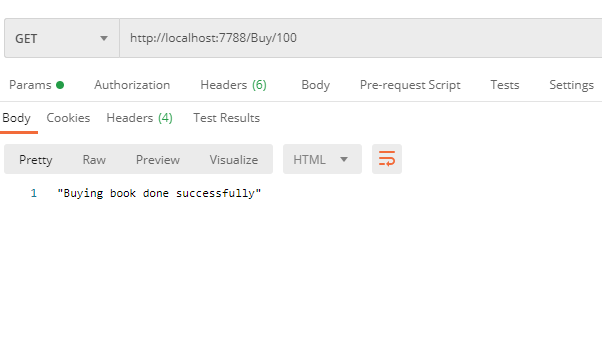 GET http://localhost:7788/Buy/100
Params Authorization Headers (6) Body Pre-request Script Tests Settings
Body Cookies Headers (4) Test Results
Pretty Raw Preview Visualize HTML
1 "Buying book done successfully"